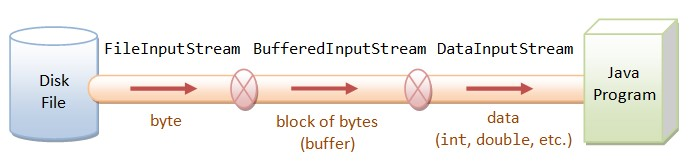 FileInputStream BufferedInputStream DataInputStream
Disk
File
Java
Program
byte
block of bytes
(buffer)
data
(int, double, etc.)